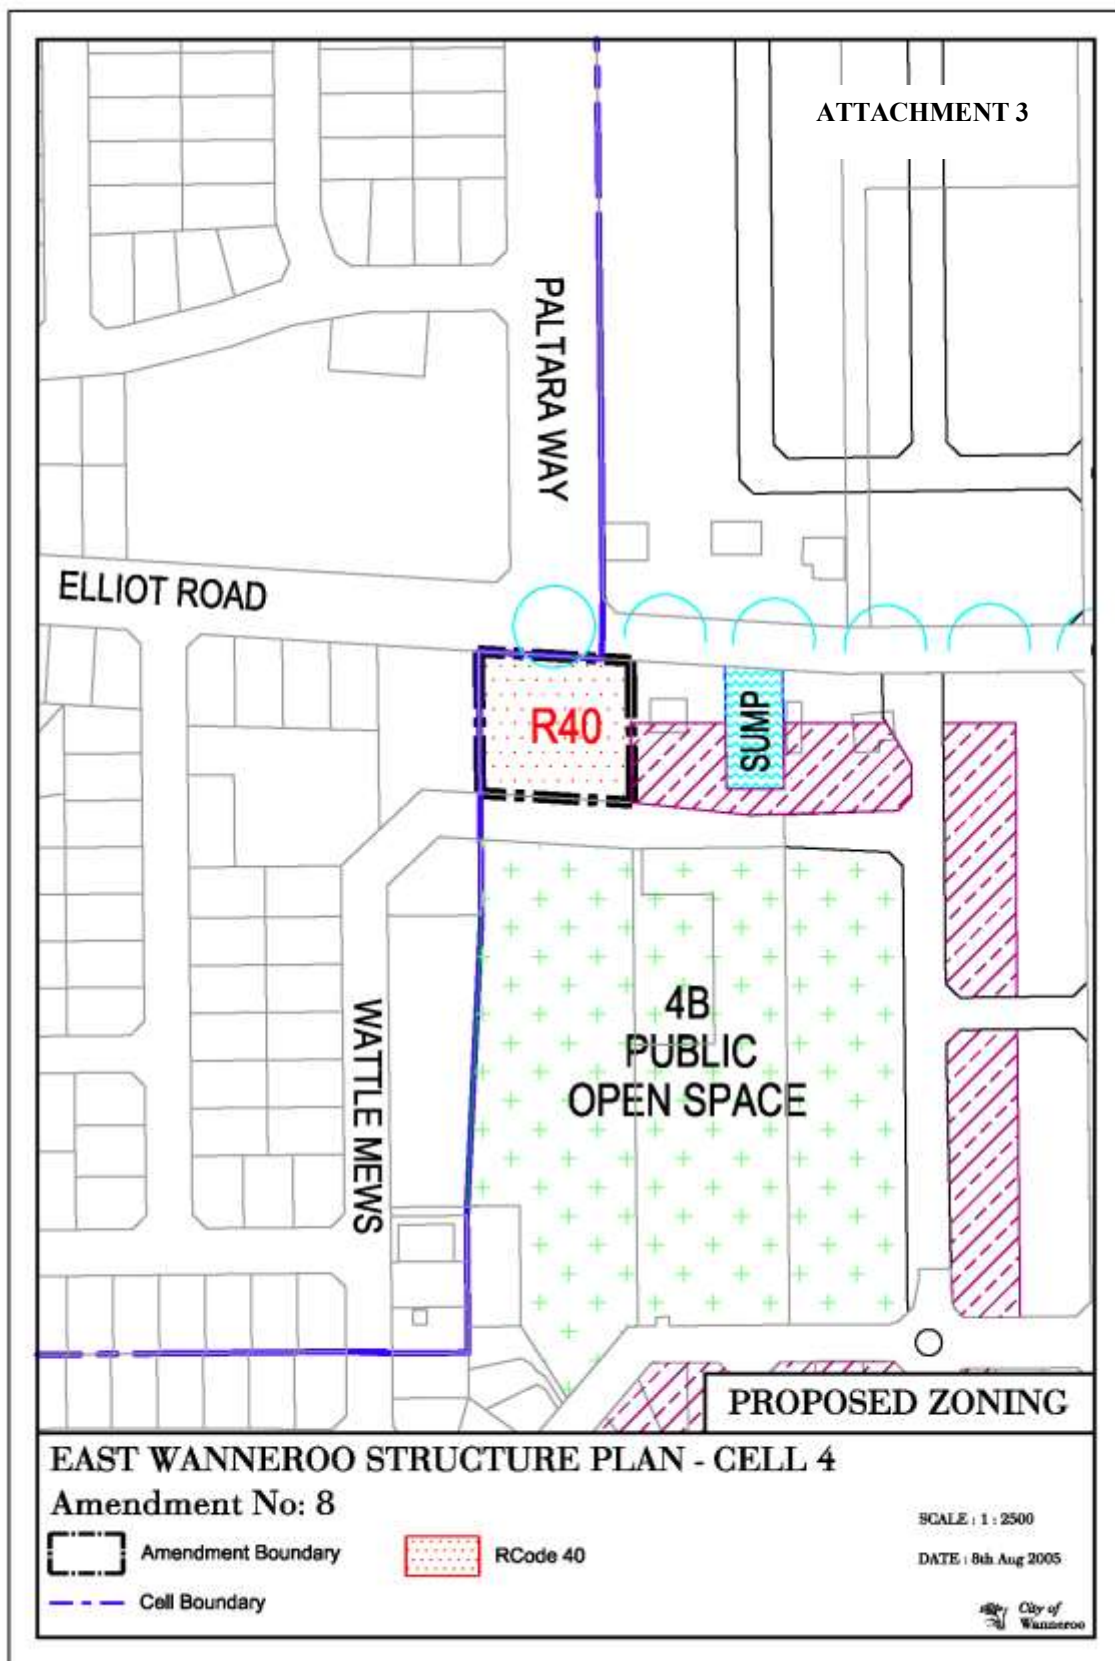 ATTACHMENT 3
PALTARA WAY
ELLIOT ROAD
R40
SUMP
4B
PUBLIC
OPEN SPACE
WATTLE MEWS
PROPOSED ZONING
EAST WANNEROO STRUCTURE PLAN - CELL 4
Amendment No: 8
Amendment Boundary
RCode 40
Cell Boundary
SCALE : 1 : 2500
DATE : 8th Aug 2005
City of
Wanneroo